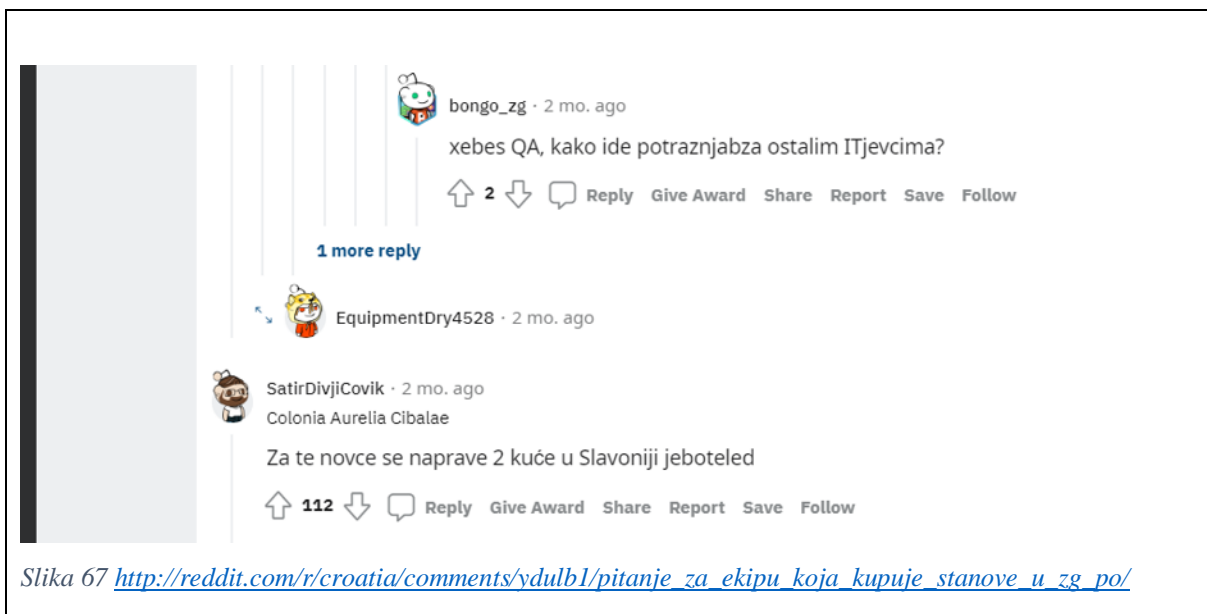 bongo_zg · 2 mo. ago
xebes QA, kako ide potraznjabza ostalim ITjevcima?
2 Reply Give Award Share Report Save Follow
1 more reply
EquipmentDry4528 · 2 mo. ago
SatirDivjiCovik · 2 mo. ago
Colonia Aurelia Cibalae
Za te novce se naprave 2 kuće u Slavoniji jeboteled
112 Reply Give Award Share Report Save Follow
Slika 67 http://reddit.com/r/croatia/comments/ydulb1/pitanje_za_ekipu_koja_kupuje_stanove_u_zg_po/